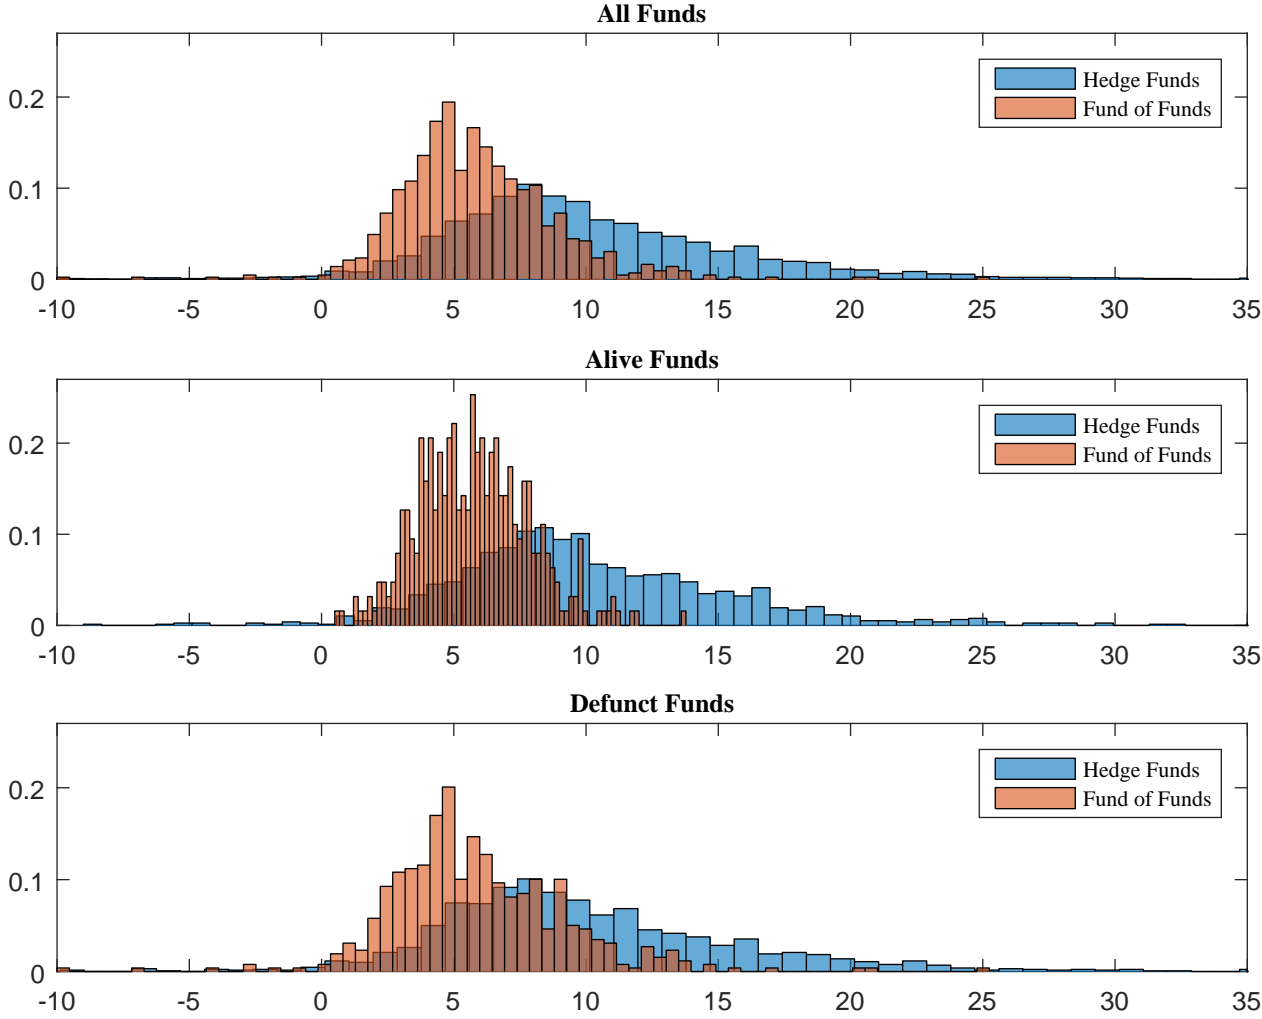 All Funds
0.2
0.1
0
Hedge Funds
Fund of Funds
-10 -5 0 5 10 15 20 25 30 35
Alive Funds
0.2
0.1
0
Hedge Funds
Fund of Funds
-10 -5 0 5 10 15 20 25 30 35
Defunct Funds
0.2
0.1
0
Hedge Funds
Fund of Funds
-10 -5 0 5 10 15 20 25 30 35